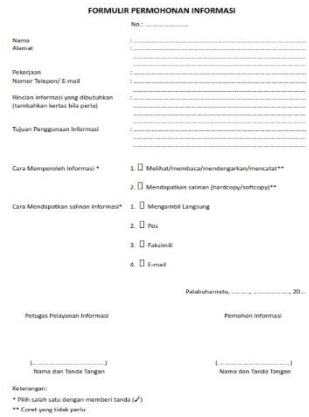 FORMULIR PERMOHONAN INFORMASI
No.: .....................
Nama : ..........................................................
Alamat : ..........................................................
..........................................................
..........................................................
Pekerjaan : ..........................................................
Nomor Telepon/ E-mail : ..........................................................
..........................................................
Rincian informasi yang dibutuhkan : ..........................................................
(tambahkan kertas bila perlu) ..........................................................
..........................................................
Tujuan Penggunaan Informasi : ..........................................................
..........................................................
..........................................................
Cara Memperoleh Informasi * 1. Melihat/membaca/mendengarkan/mencatat**
2. Mendapatkan salinan (hardcopy/softcopy)**
Cara Mendapatkan salinan informasi* 1. Mengambil Langsung
2. Pos
3. Faksimili
4. E-mail
Palabuhanratu, .........., ..................., 20...
Petugas Pelayanan Informasi Pemohon Informasi
(..............................) (..............................)
Nama dan Tanda Tangan Nama dan Tanda Tangan
Keterangan:
* Pilih salah satu dengan memberi tanda (✓)
** Coret yang tidak perlu